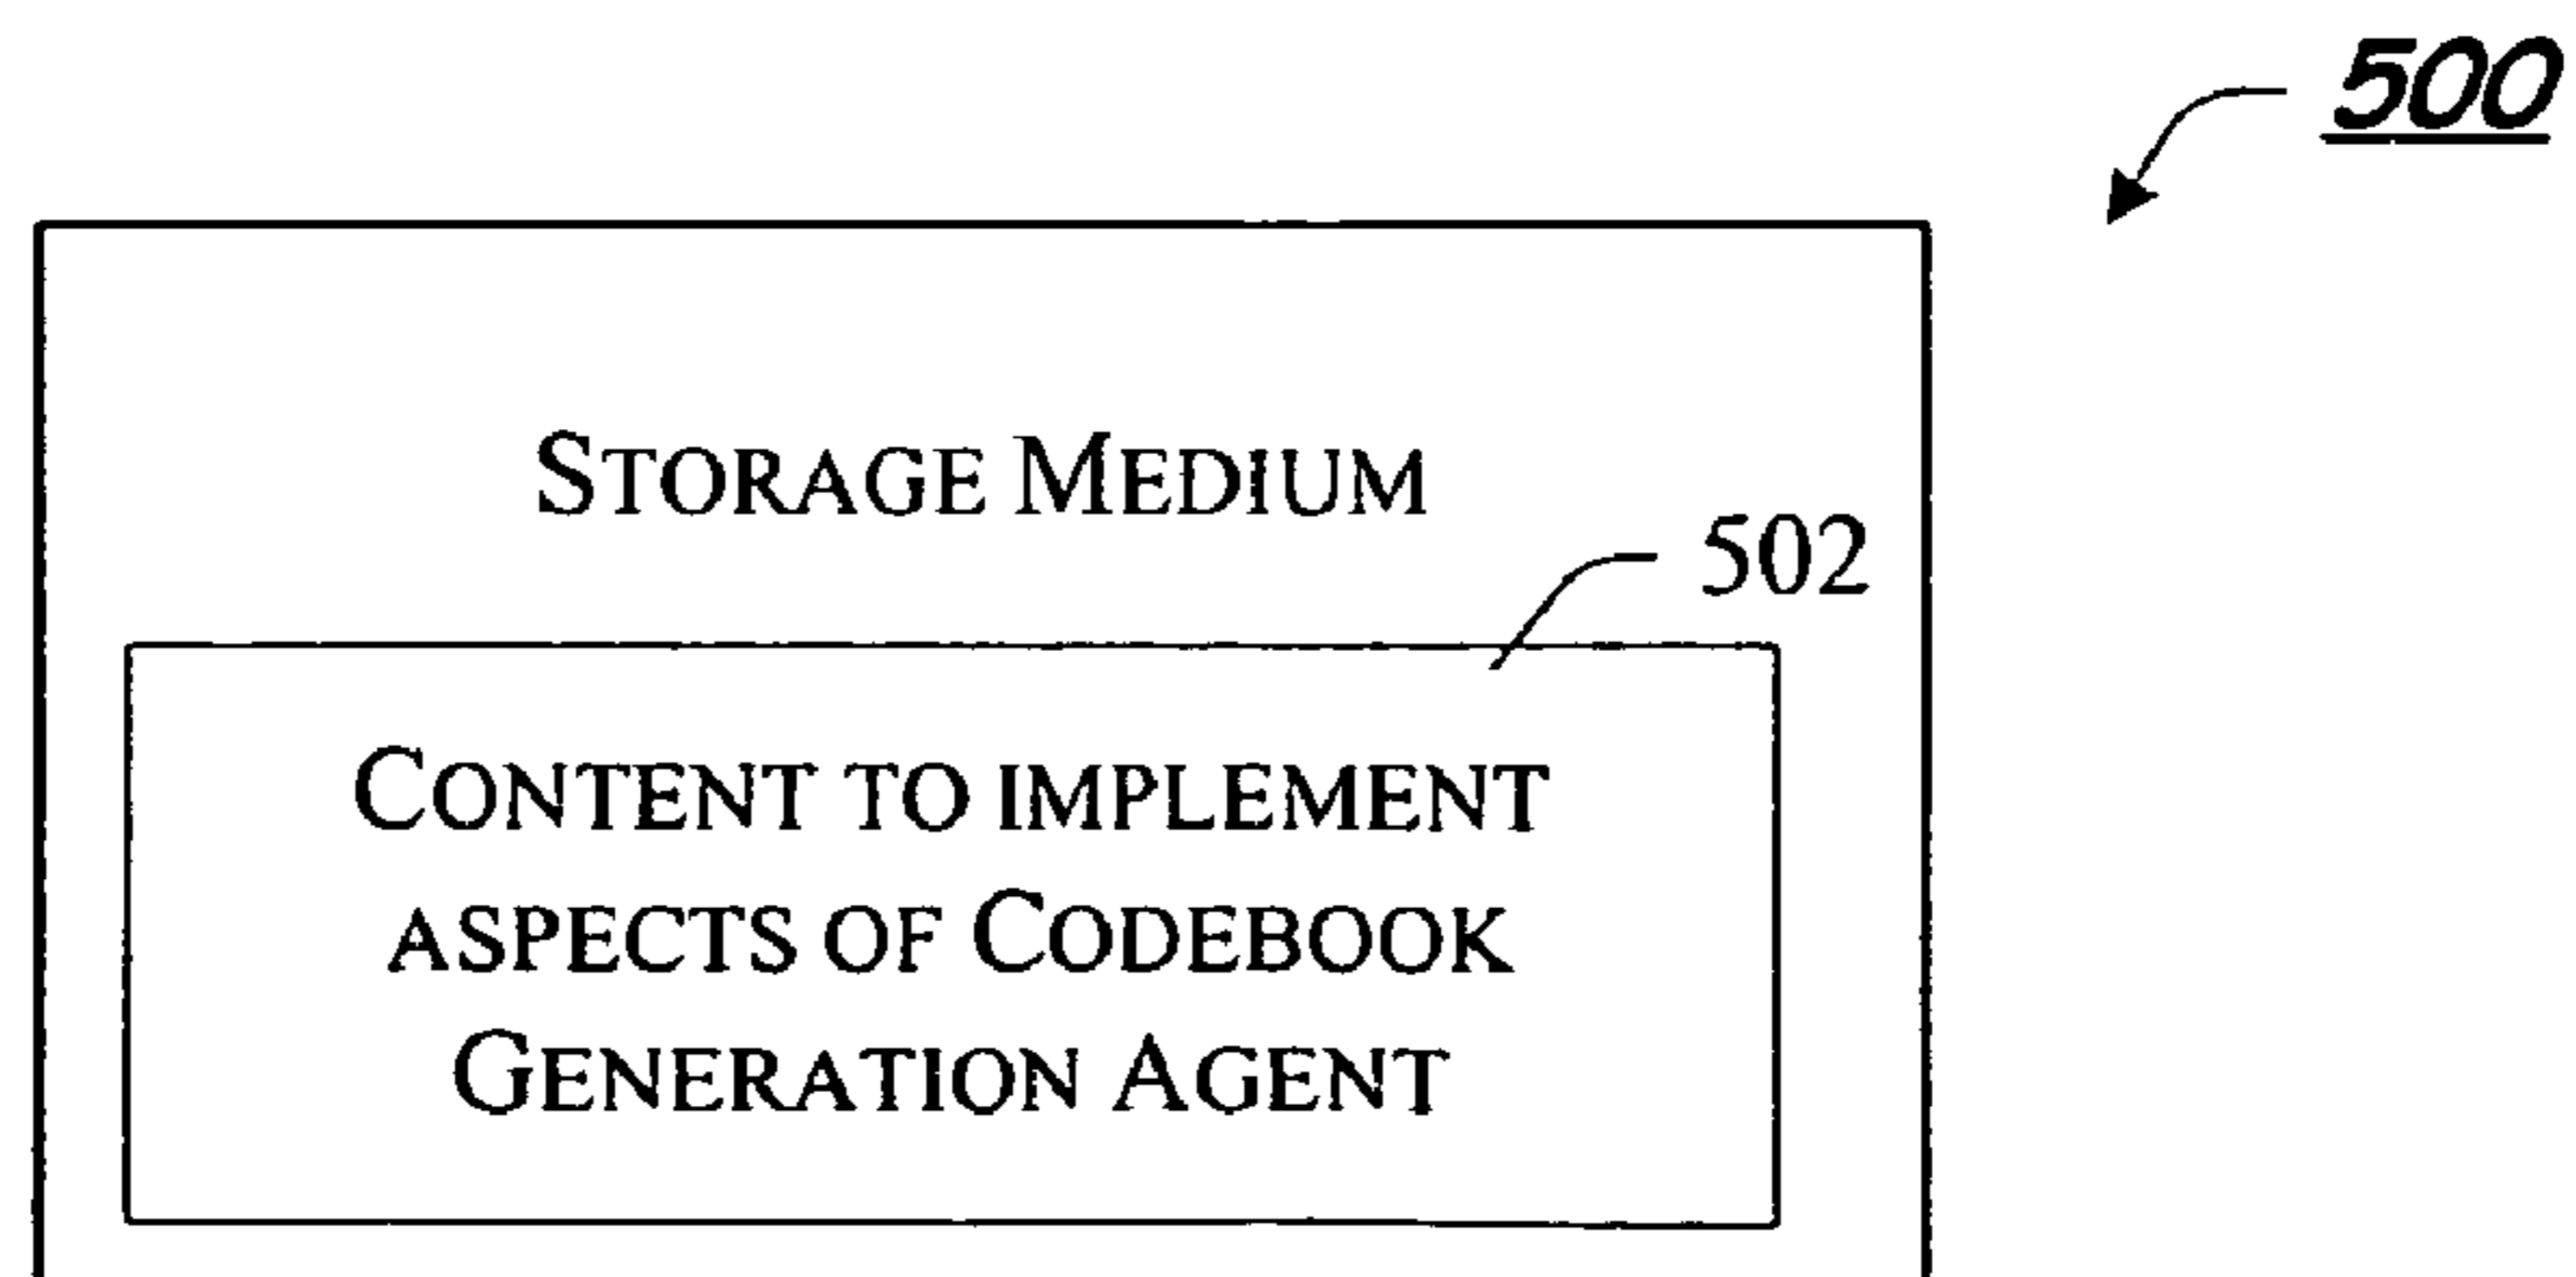 500
STORAGE MEDIUM
502
CONTENT TO IMPLEMENT
ASPECTS OF CODEBOOK
GENERATION AGENT